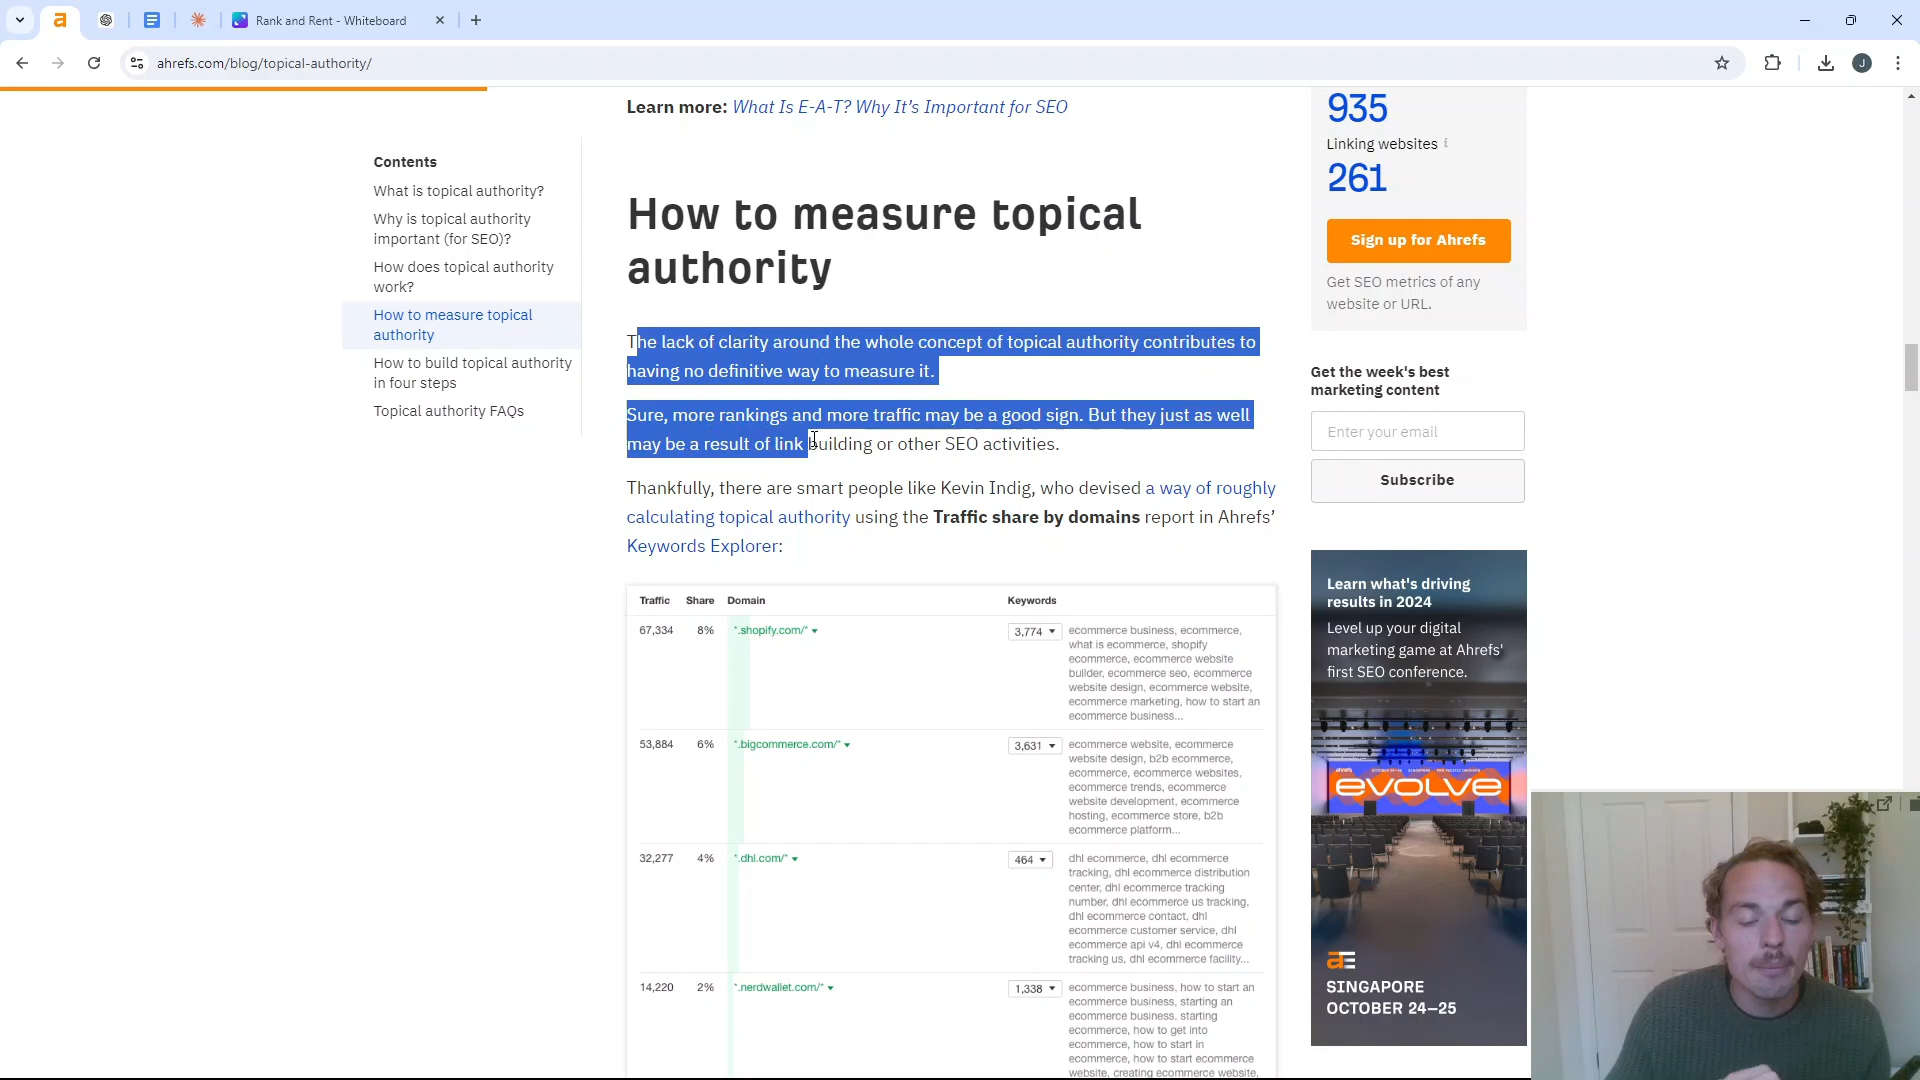 Rank and Rent - Whiteboard
ahrefs.com/blog/topical-authority/
Learn more: What Is E-A-T? Why It's Important for SEO
Contents
What is topical authority?
Why is topical authority
important (for SEO)?
How does topical authority
work?
How to measure topical
authority
How to build topical authority
in four steps
Topical authority FAQs
How to measure topical
authority
The lack of clarity around the whole concept of topical authority contributes to
having no definitive way to measure it.
Sure, more rankings and more traffic may be a good sign. But they just as well
may be a result of link building or other SEO activities.
Thankfully, there are smart people like Kevin Indig, who devised a way of roughly
calculating topical authority using the Traffic share by domains report in Ahrefs'
Keywords Explorer:
Traffic Share Domain Keywords
67,334 8% *.shopify.com/* 3,774 ecommerce business, ecommerce,
what is ecommerce, shopify
ecommerce, ecommerce website
builder, ecommerce seo, ecommerce
website design, ecommerce website,
ecommerce marketing, how to start an
ecommerce business...
53,884 6% *.bigcommerce.com/* 3,631 ecommerce website, ecommerce
website design, b2b ecommerce,
ecommerce, ecommerce websites,
ecommerce trends, ecommerce
website development, ecommerce
hosting, ecommerce store, b2b
ecommerce platform...
32,277 4% *.dhl.com/* 464 dhl ecommerce, dhl ecommerce
tracking, dhl ecommerce distribution
center, dhl ecommerce tracking
number, dhl ecommerce us tracking,
dhl ecommerce contact, dhl
ecommerce customer service, dhl
ecommerce api v4, dhl ecommerce
tracking us, dhl ecommerce facility...
14,220 2% *.nerdwallet.com/* 1,338 ecommerce business, how to start an
ecommerce business, starting an
ecommerce business, starting
ecommerce, how to get into
ecommerce, how to start in
ecommerce, how to start ecommerce
website, creating ecommerce website,
935
Linking websites i
261
Sign up for Ahrefs
Get SEO metrics of any
website or URL.
Get the week's best
marketing content
Enter your email
Subscribe
Learn what's driving
results in 2024
Level up your digital
marketing game at Ahrefs'
first SEO conference.
evolve
SINGAPORE
OCTOBER 24–25
J